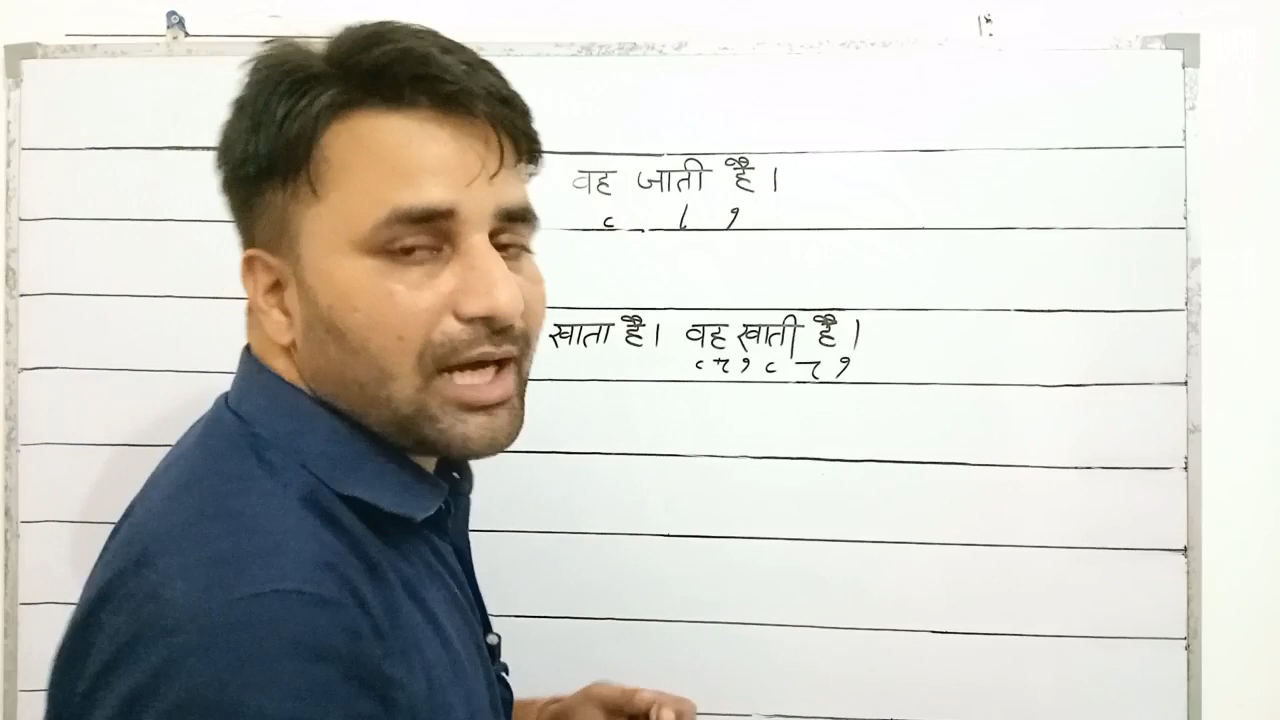 वह जाती है।
खाता है। वह खाती है।